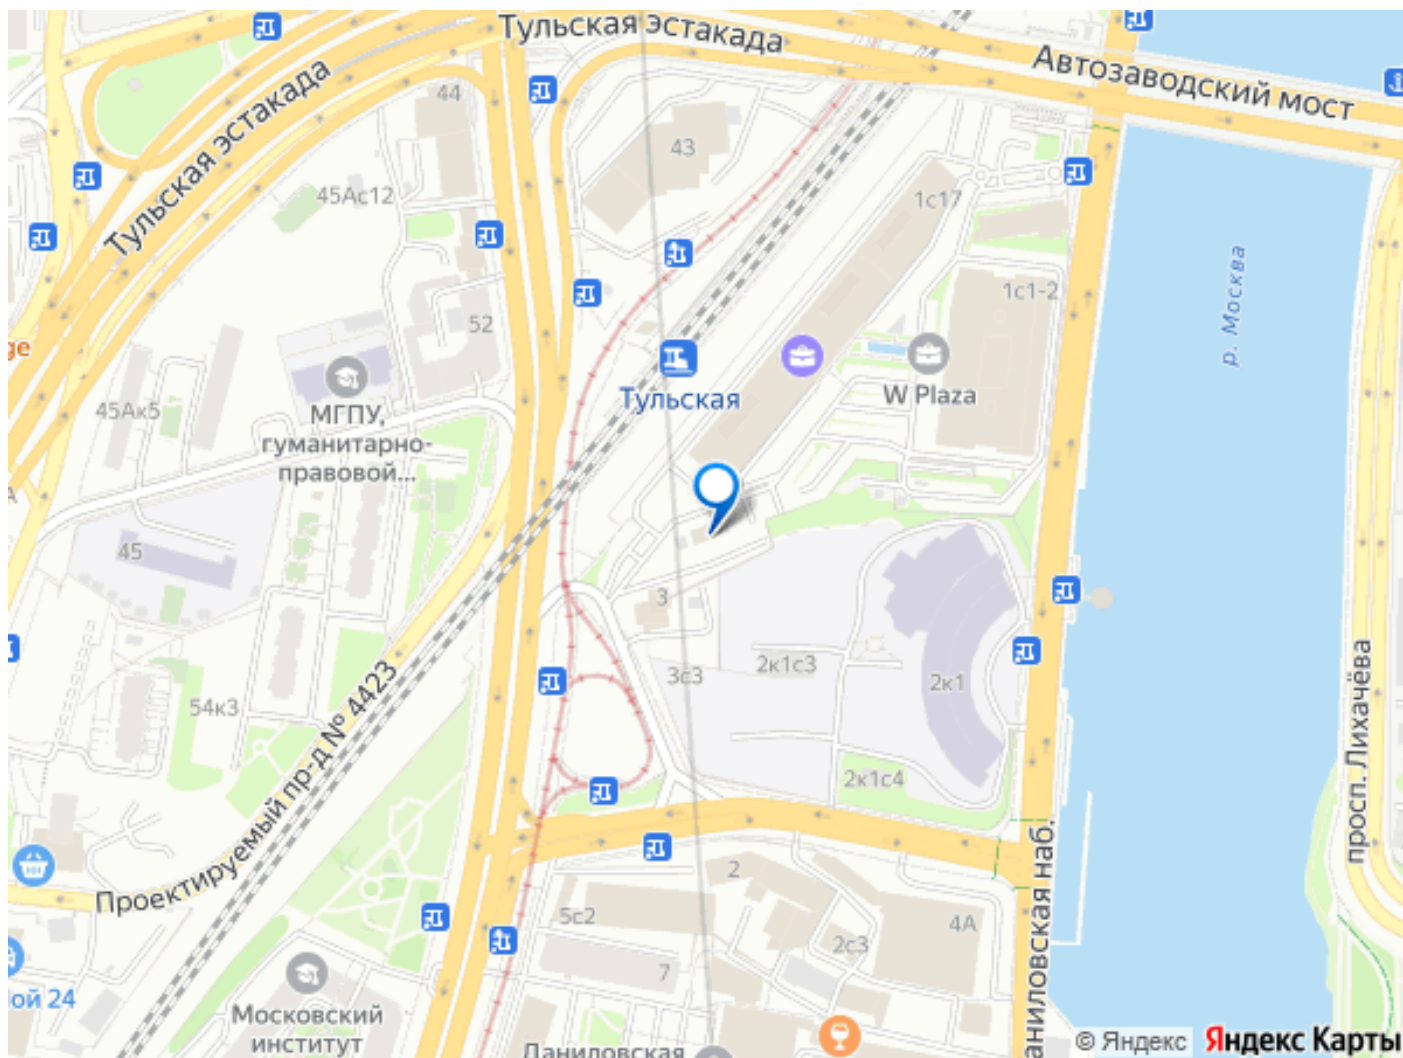 Тульская эстакада
Автозаводский мост
Тульская эстакада
44
43
45Ас12
1с17
1с1-2
52
р. Москва
ge
Тульская
W Plaza
45Ак5
МГПУ,
гуманитарно-
правовой...
А
45
3
2к1с3
3с3
2к1
54к3
Проектируемый пр-д № 4423
2к1с4
просп. Лихачёва
2
5с2
4А
2с3
7
аниловская наб.
ой 24
Московский
институт
Даниловская
© Яндекс Яндекс Карты